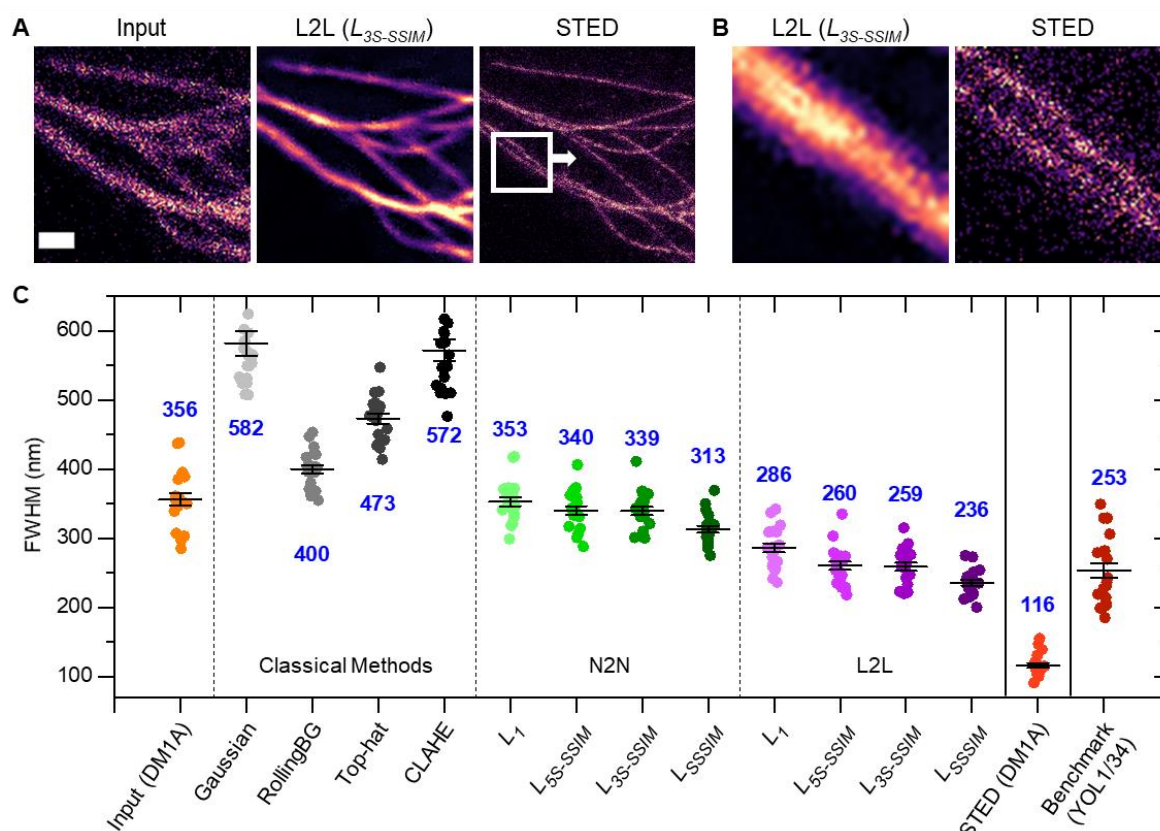 A Input L2L (L3S-SSIM) STED B L2L (L3S-SSIM) STED
C
FWHM (nm)
600
500
400
300
200
100
356
582
400
473
572
353
340
339
313
286
260
259
236
116
253
Classical Methods N2N L2L
Input (DM1A)
Gaussian
RollingBG
Top-hat
CLAHE
L1
L5S-SSIM
L3S-SSIM
LSSSIM
L1
L5S-SSIM
L3S-SSIM
LSSSIM
STED (DM1A)
Benchmark
(YOL1/34)